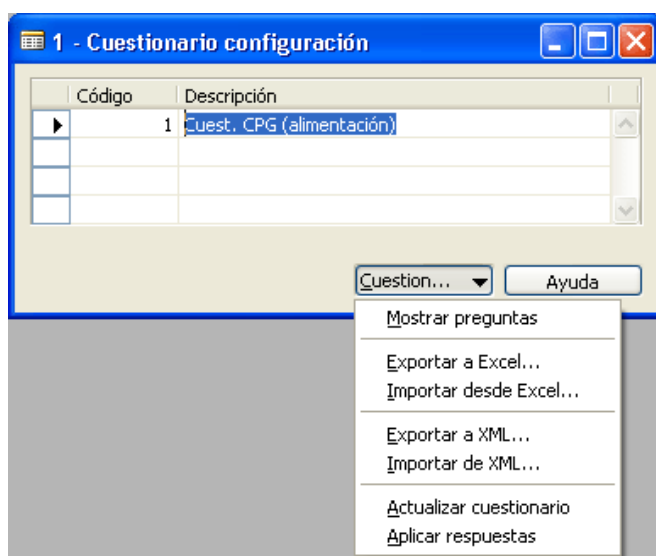 1 - Cuestionario configuración
Código Descripción
1 Cuest. CPG (alimentación)
Cuestion... Ayuda
Mostrar preguntas
Exportar a Excel...
Importar desde Excel...
Exportar a XML...
Importar de XML...
Actualizar cuestionario
Aplicar respuestas